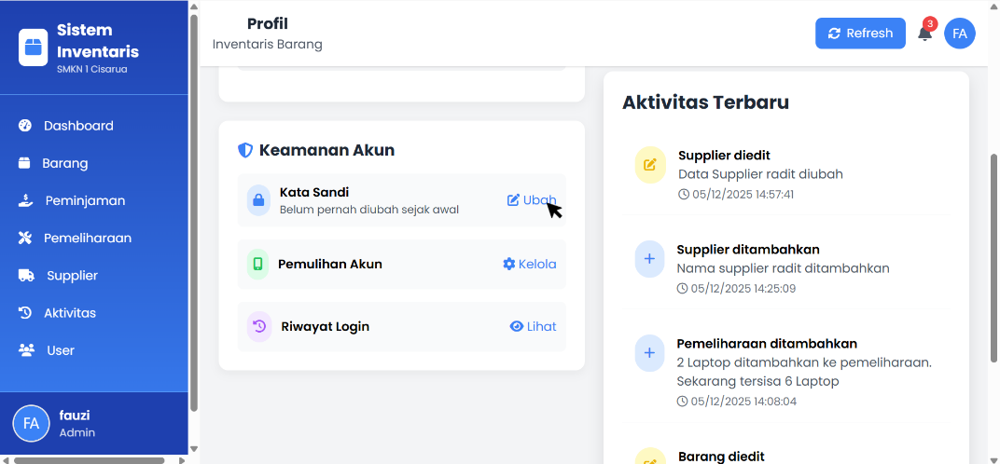 Sistem
Inventaris
SMKN 1 Cisarua
Dashboard
Barang
Peminjaman
Pemeliharaan
Supplier
Aktivitas
User
FA
fauzi
Admin
Profil
Inventaris Barang
Refresh
3
FA
Keamanan Akun
Kata Sandi
Belum pernah diubah sejak awal
Ubah
Pemulihan Akun
Kelola
Riwayat Login
Lihat
Aktivitas Terbaru
Supplier diedit
Data Supplier radit diubah
05/12/2025 14:57:41
Supplier ditambahkan
Nama supplier radit ditambahkan
05/12/2025 14:25:09
Pemeliharaan ditambahkan
2 Laptop ditambahkan ke pemeliharaan.
Sekarang tersisa 6 Laptop
05/12/2025 14:08:04
Barang diedit